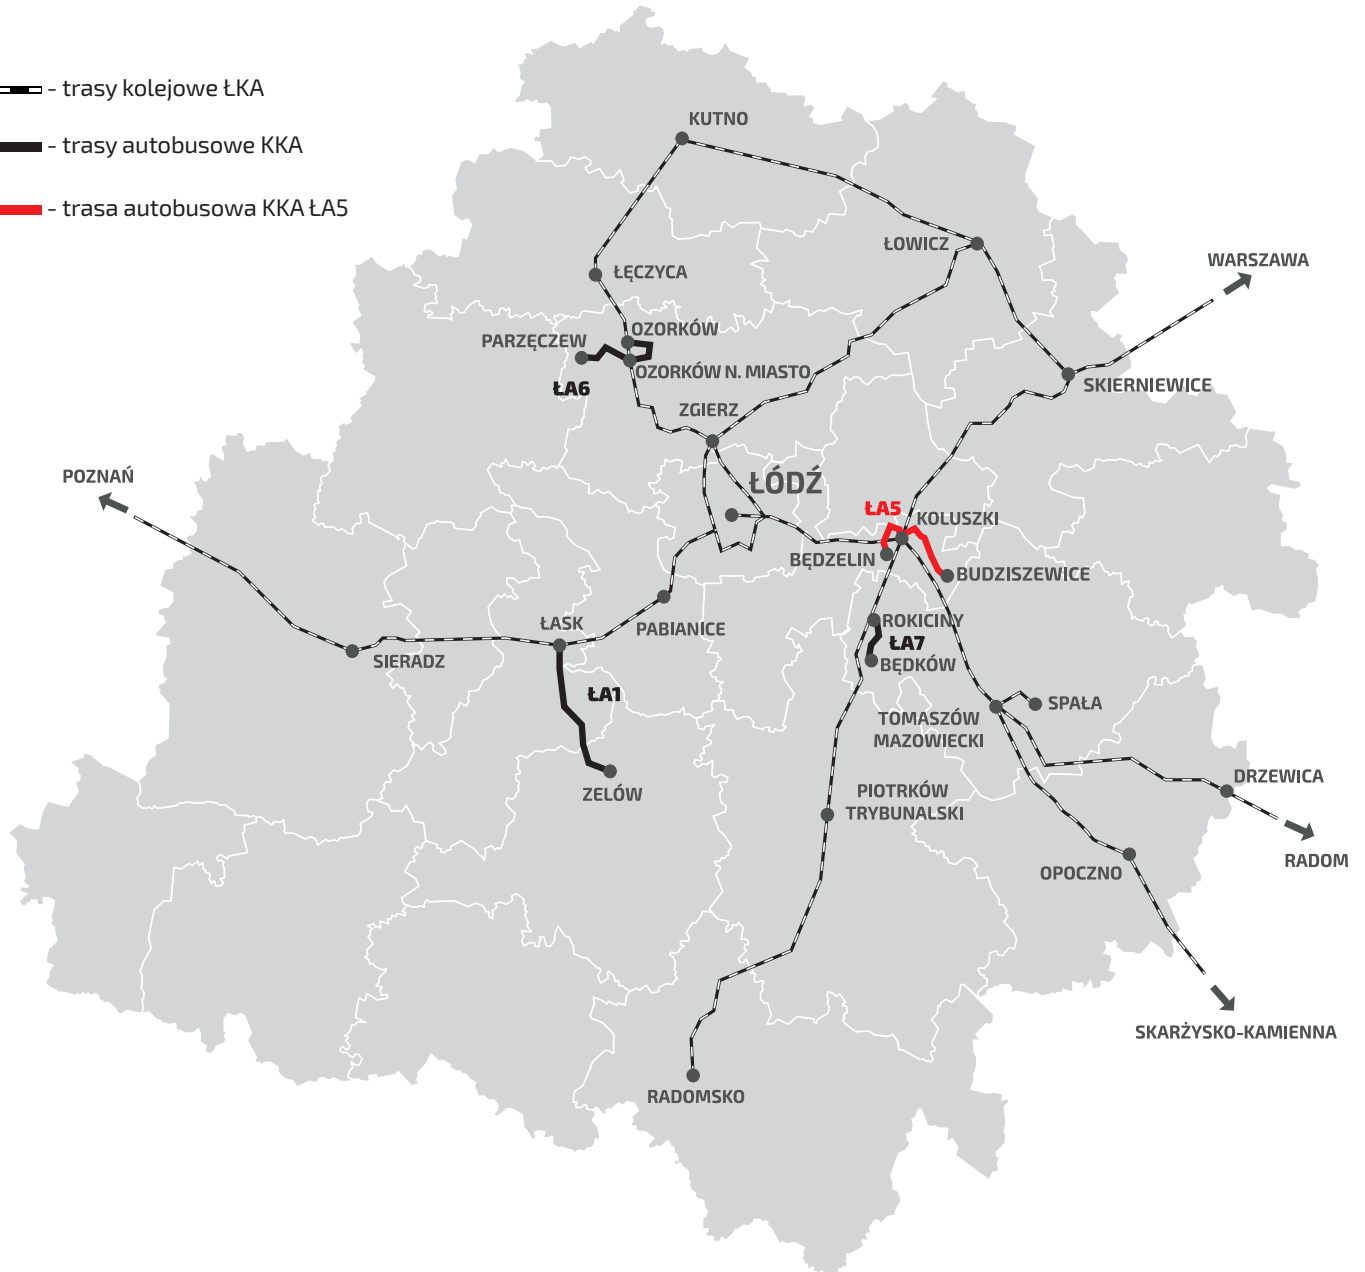 - trasy kolejowe ŁKA
- trasy autobusowe KKA
- trasa autobusowa KKA ŁA5
KUTNO
ŁOWICZ
WARSZAWA
ŁĘCZYCA
OZORKÓW
PARZĘCZEW
OZORKÓW N. MIASTO
ŁA6
SKIERNIEWICE
ZGIERZ
POZNAŃ
ŁÓDŹ
ŁA5
KOLUSZKI
BĘDZELIN
BUDZISZEWICE
ŁASK
PABIANICE
ROKICINY
ŁA7
SIERADZ
BĘDKÓW
ŁA1
SPAŁA
TOMASZÓW
MAZOWIECKI
DRZEWICA
ZELÓW
PIOTRKÓW
TRYBUNALSKI
RADOM
OPOCZNO
SKARŻYSKO-KAMIENNA
RADOMSKO